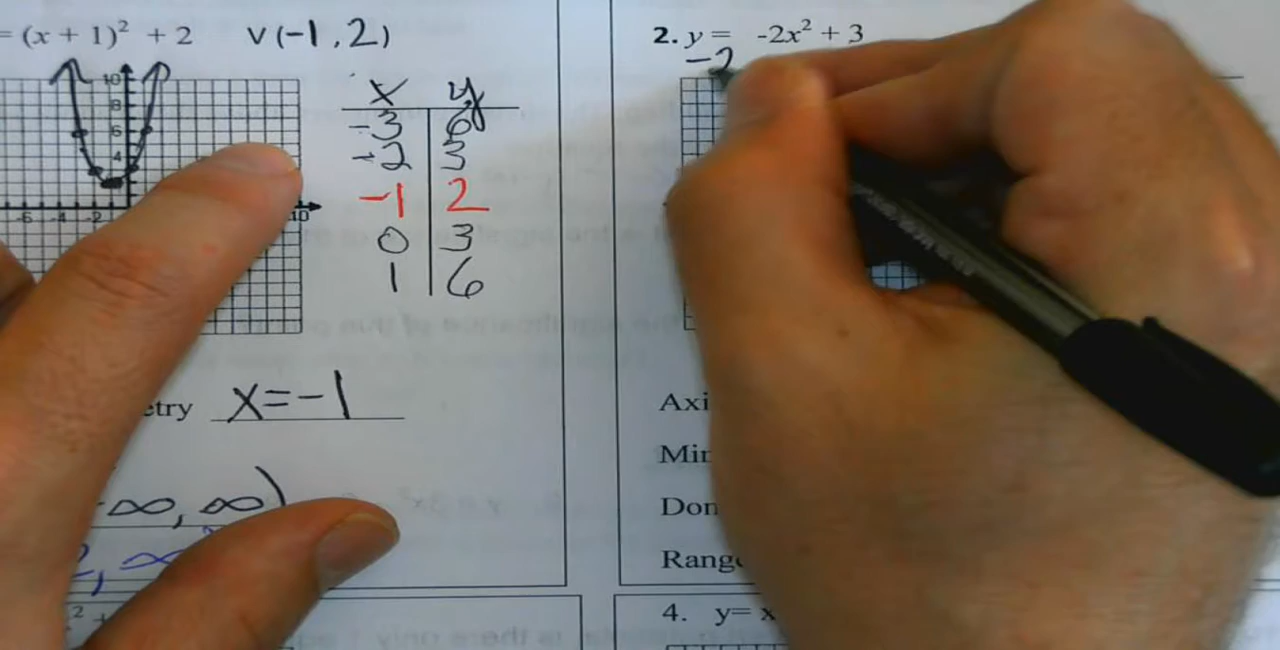 = (x + 1)² + 2 V(-1, 2)
10
8
6
4
-6 -4 -2 10
x y
-3 6
-2 3
-1 2
0 3
1 6
etry x=-1
∞, ∞)
2, ∞
2. y = -2x² + 3
-2
Axi
Min
Don
Range
4. y= x